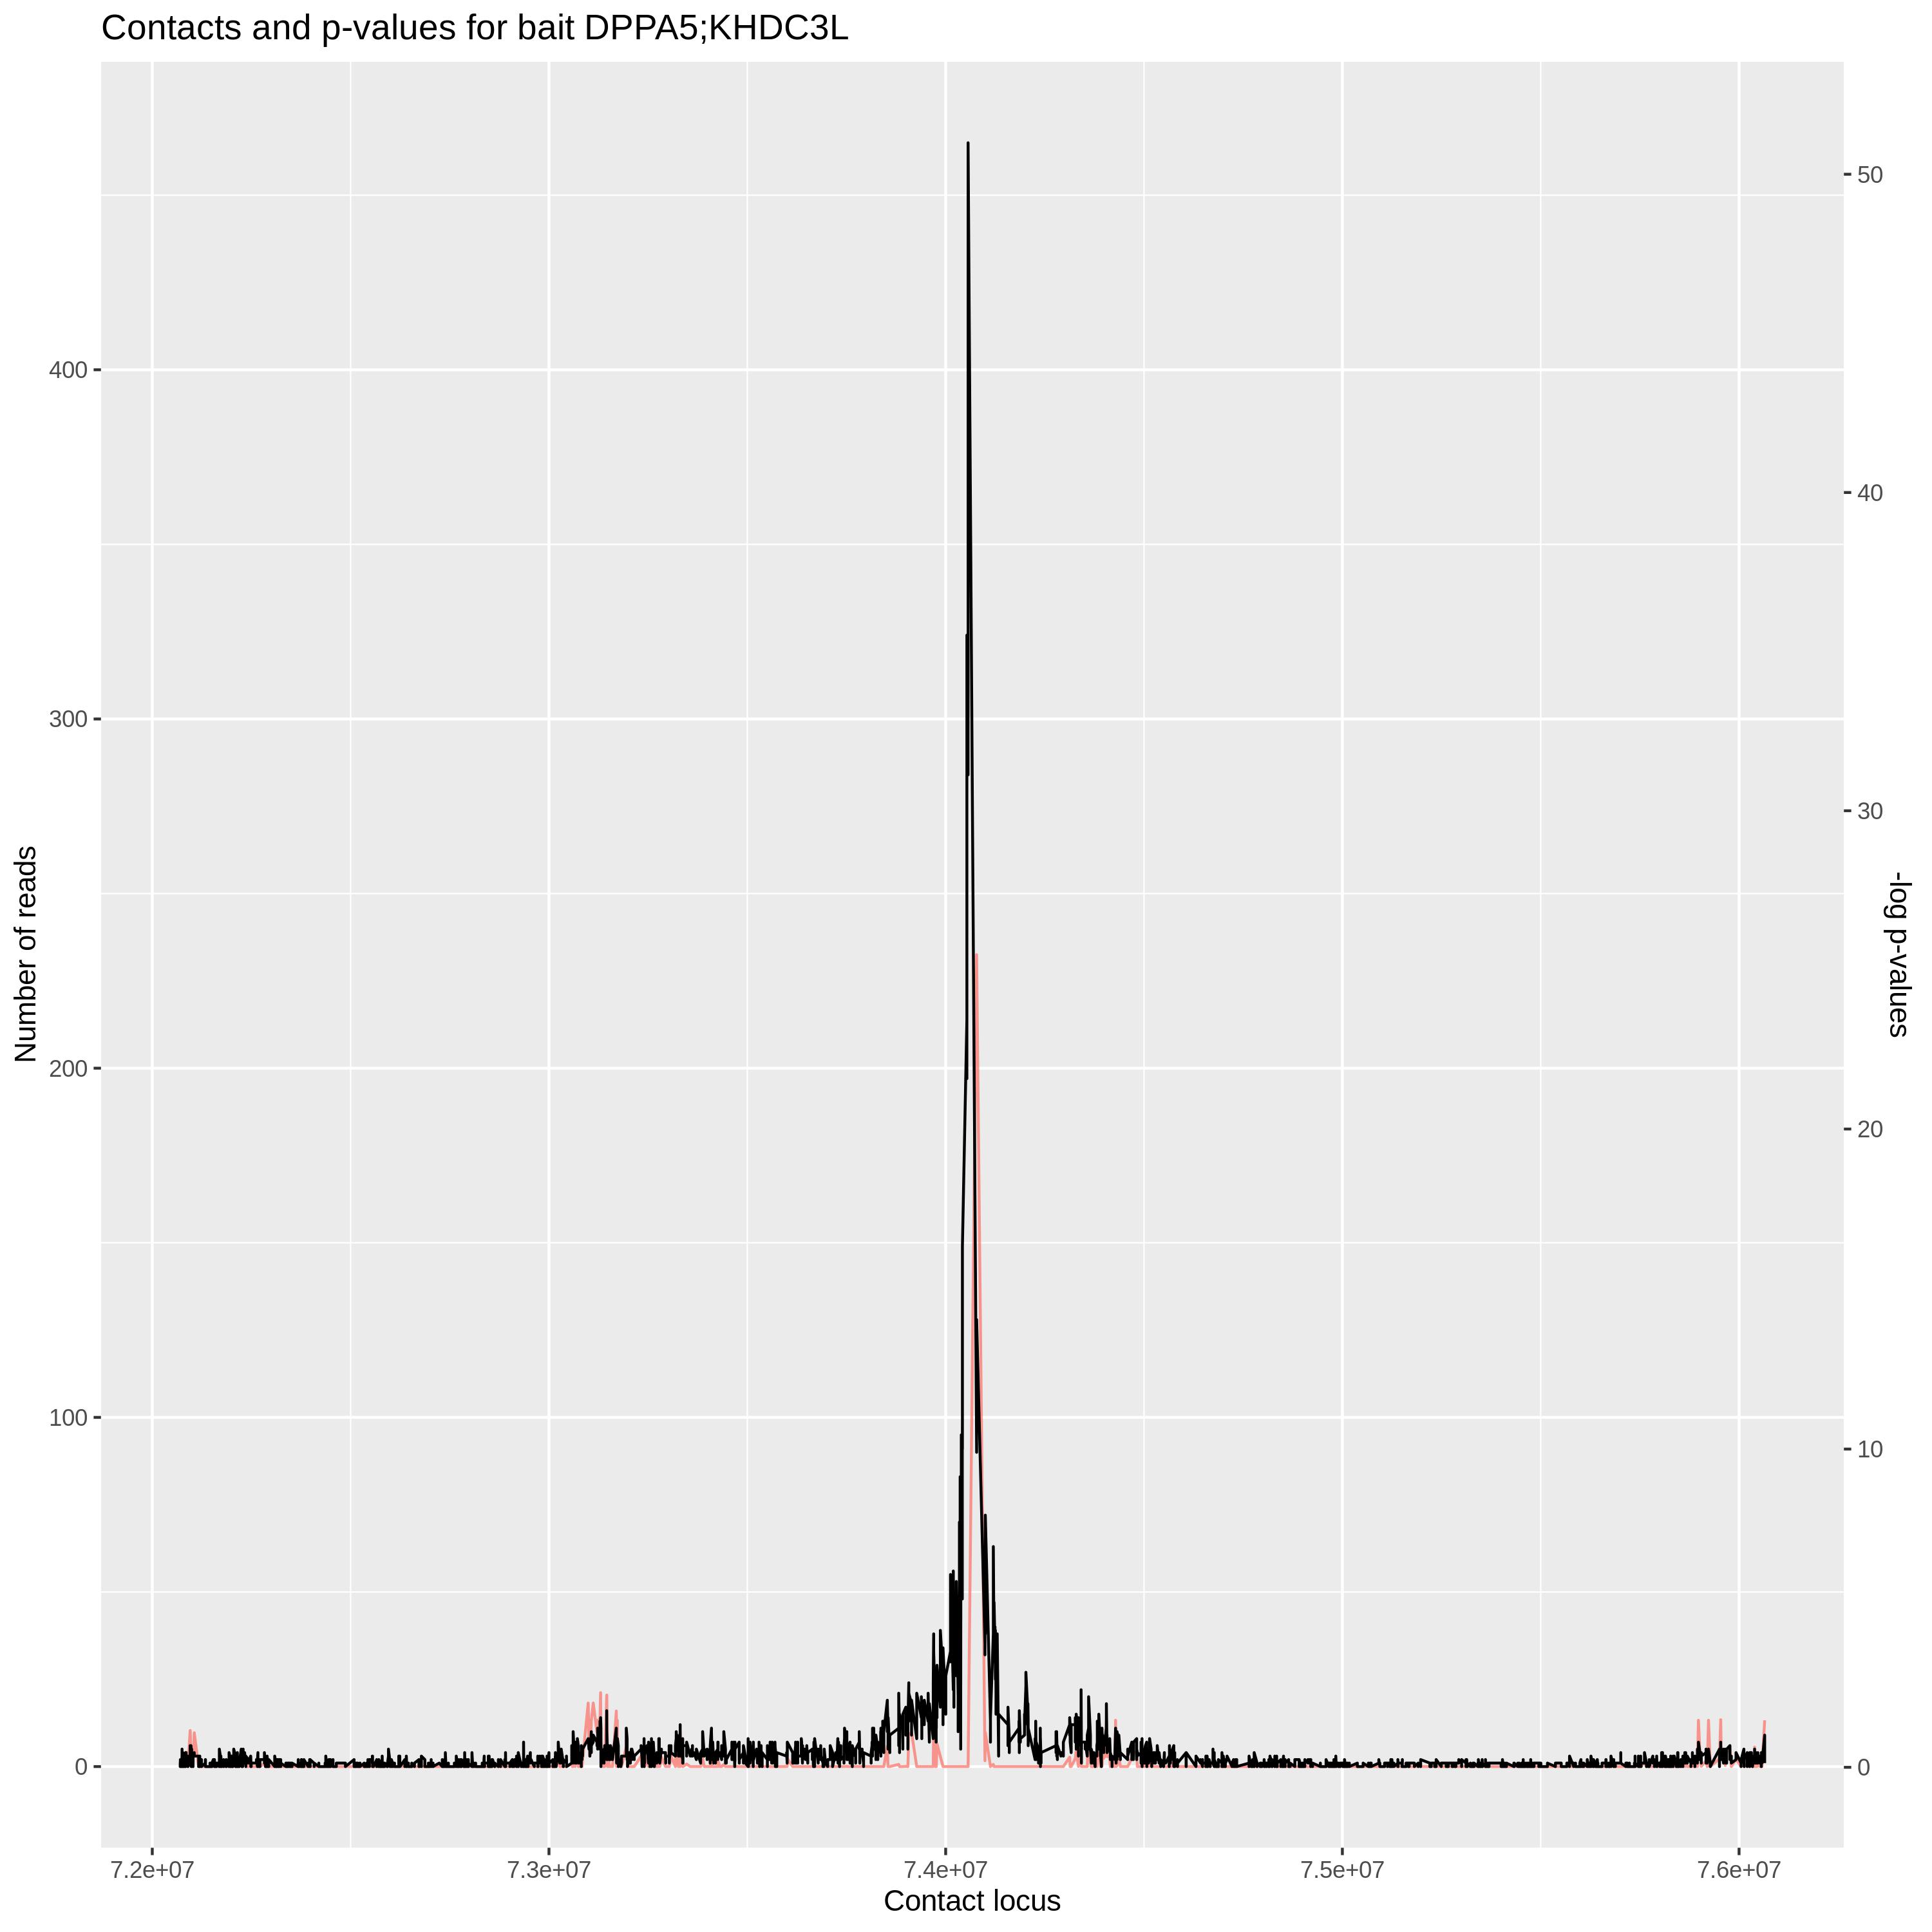 Contacts and p-values for bait DPPA5;KHDC3L
Number of reads
400
300
200
100
0
50
40
30
20
10
0
-log p-values
7.2e+07 7.3e+07 7.4e+07 7.5e+07 7.6e+07
Contact locus